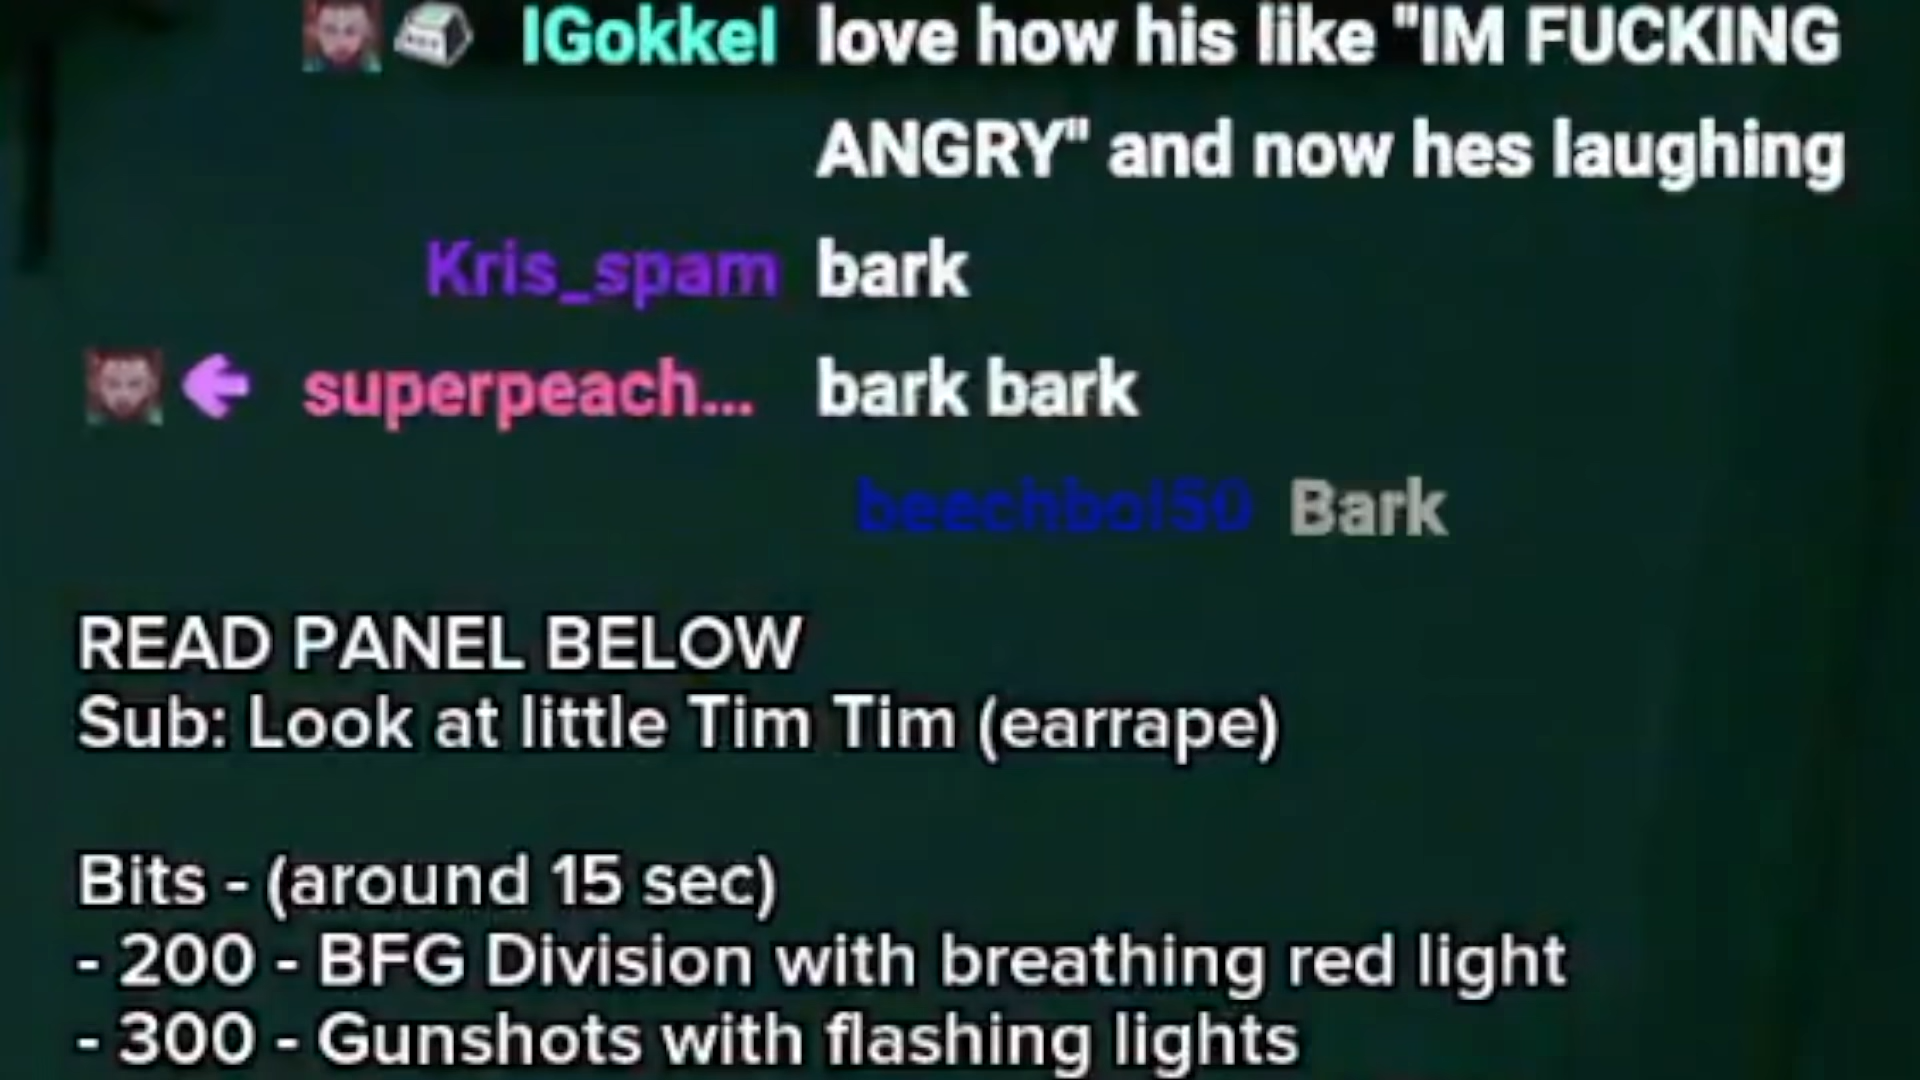 IGokkel love how his like "IM FUCKING
ANGRY" and now hes laughing
Kris_spam bark
superpeach... bark bark
beechboi50 Bark
READ PANEL BELOW
Sub: Look at little Tim Tim (earrape)
Bits - (around 15 sec)
- 200 - BFG Division with breathing red light
- 300 - Gunshots with flashing lights